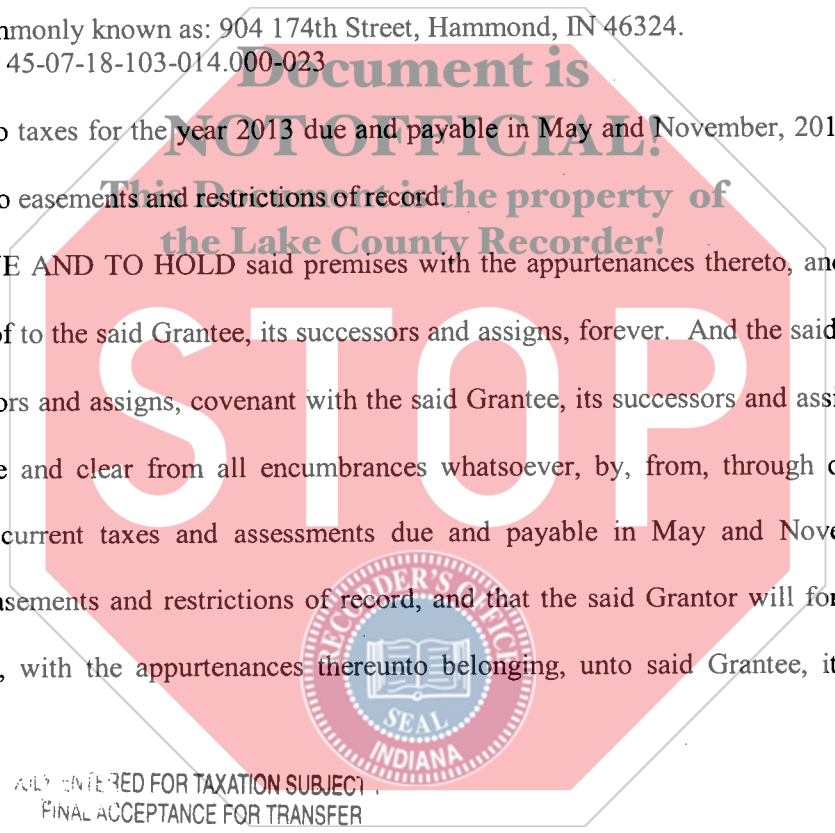 nmonly known as: 904 174th Street, Hammond, IN 46324.
45-07-18-103-014.000-023
Document is
o taxes for the year 2013 due and payable in May and November, 201
NOT OFFICIAL!
o easements and restrictions of record.
This Document is the property of
the Lake County Recorder!
E AND TO HOLD said premises with the appurtenances thereto, and
of to the said Grantee, its successors and assigns, forever. And the said
STOP
ors and assigns, covenant with the said Grantee, its successors and assi
e and clear from all encumbrances whatsoever, by, from, through o
current taxes and assessments due and payable in May and Nove
asements and restrictions of record, and that the said Grantor will for
, with the appurtenances thereunto belonging, unto said Grantee, it
RECORDER'S OFFICE
SEAL
INDIANA
ENTERED FOR TAXATION SUBJECT
FINAL ACCEPTANCE FOR TRANSFER